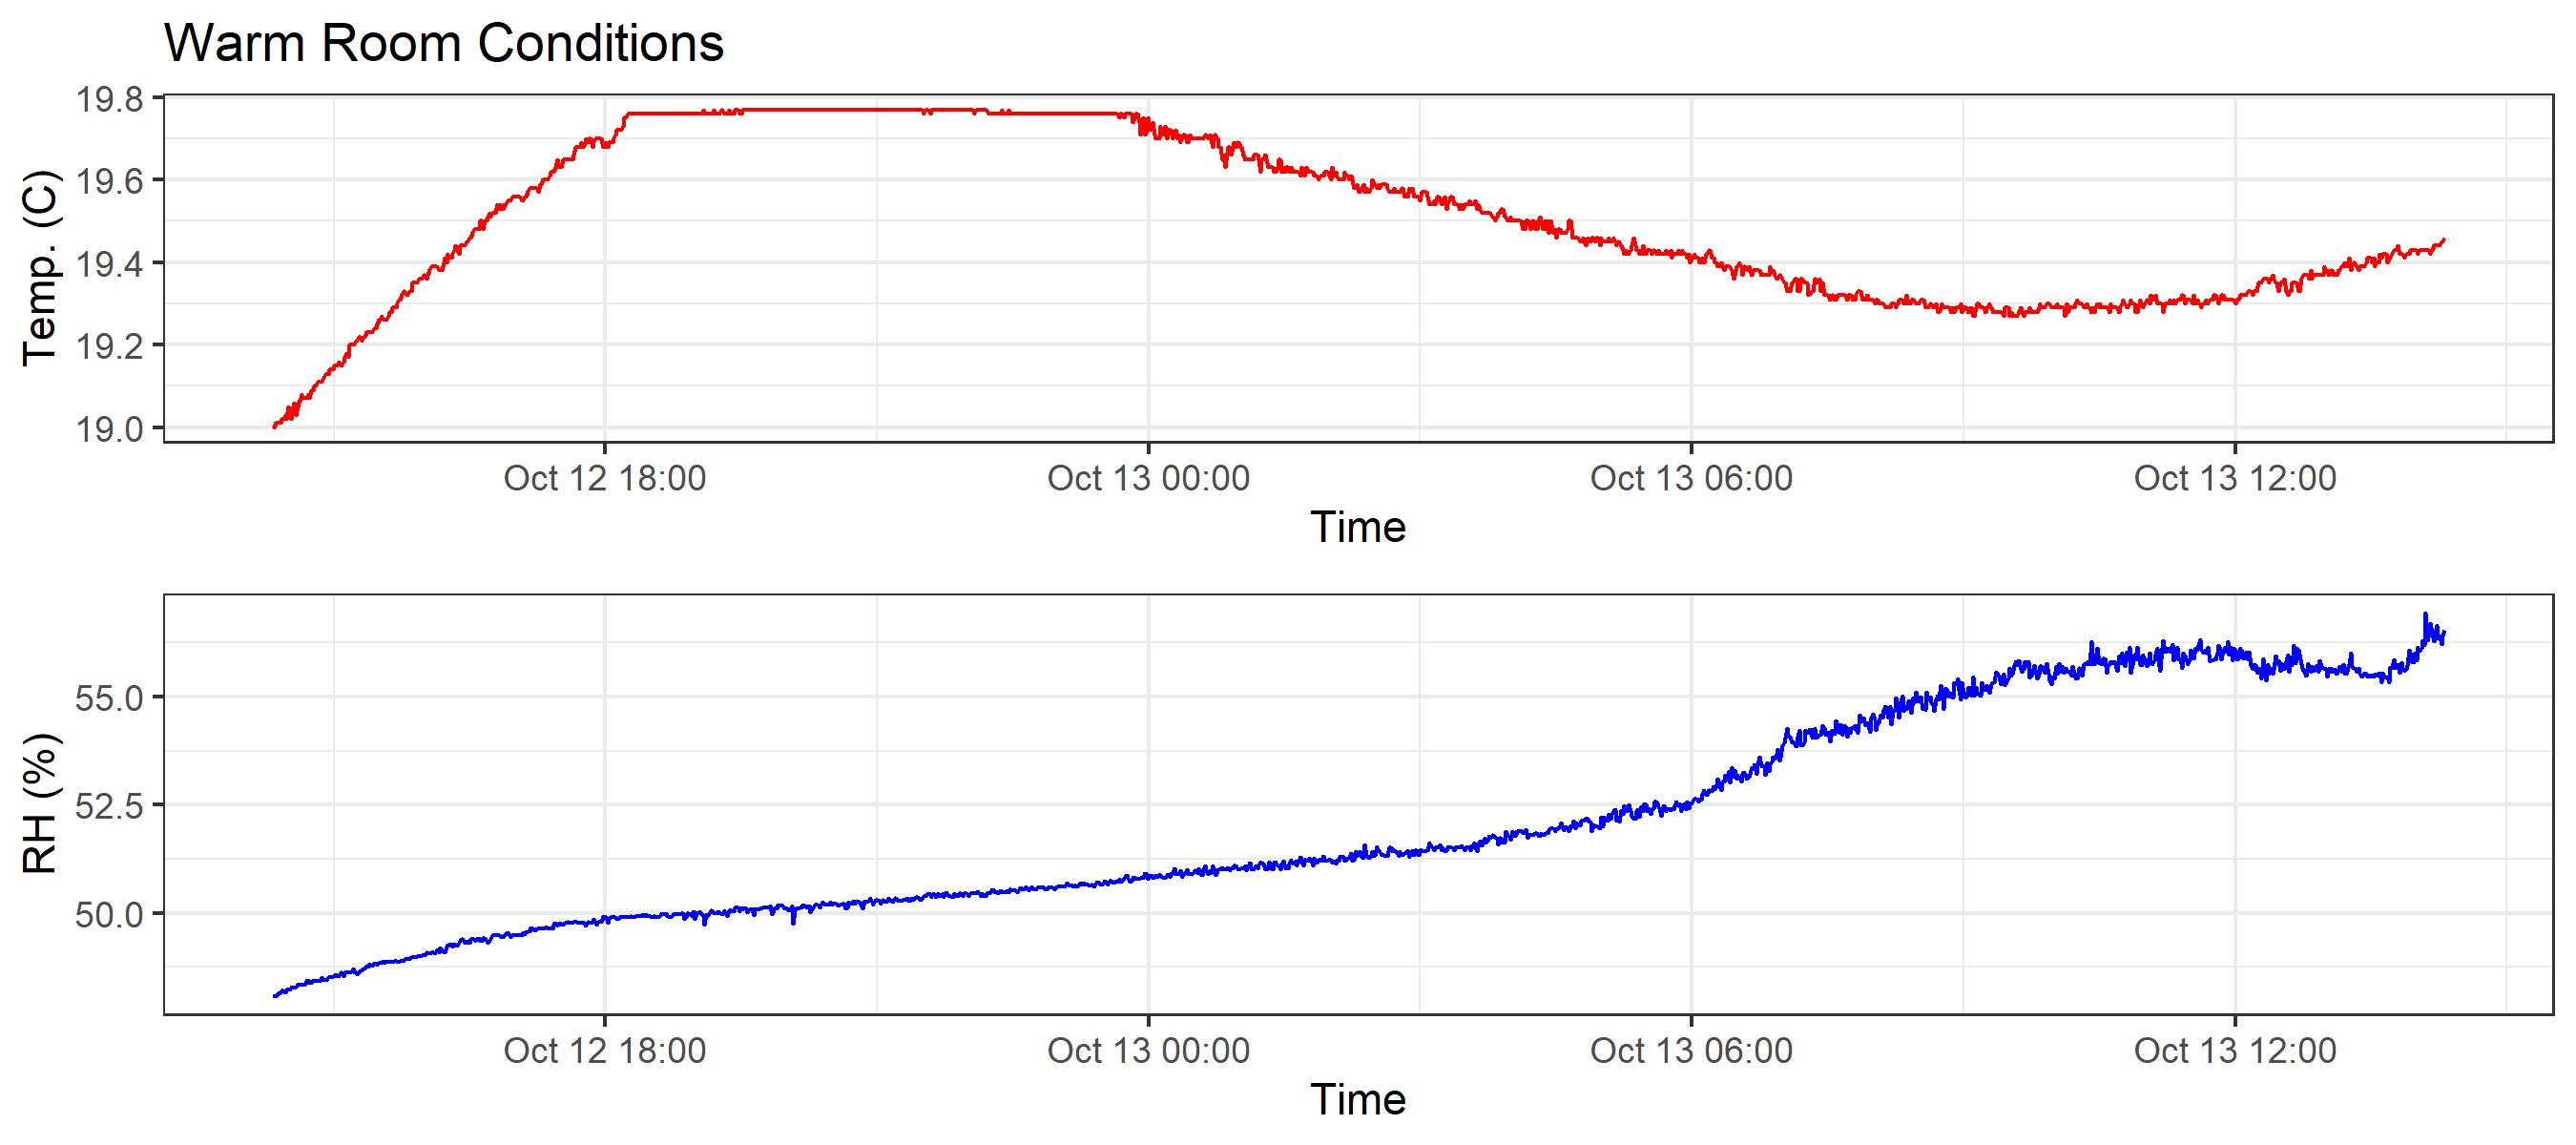 Warm Room Conditions
Temp. (C)
19.8
19.6
19.4
19.2
19.0
Oct 12 18:00 Oct 13 00:00 Oct 13 06:00 Oct 13 12:00
Time
RH (%)
55.0
52.5
50.0
Oct 12 18:00 Oct 13 00:00 Oct 13 06:00 Oct 13 12:00
Time